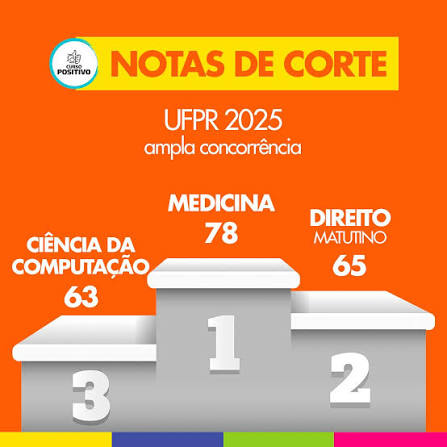 CURSO
POSITIVO
NOTAS DE CORTE
UFPR 2025
ampla concorrência
MEDICINA
78
DIREITO
MATUTINO
65
CIÊNCIA DA
COMPUTAÇÃO
63
1
2
3